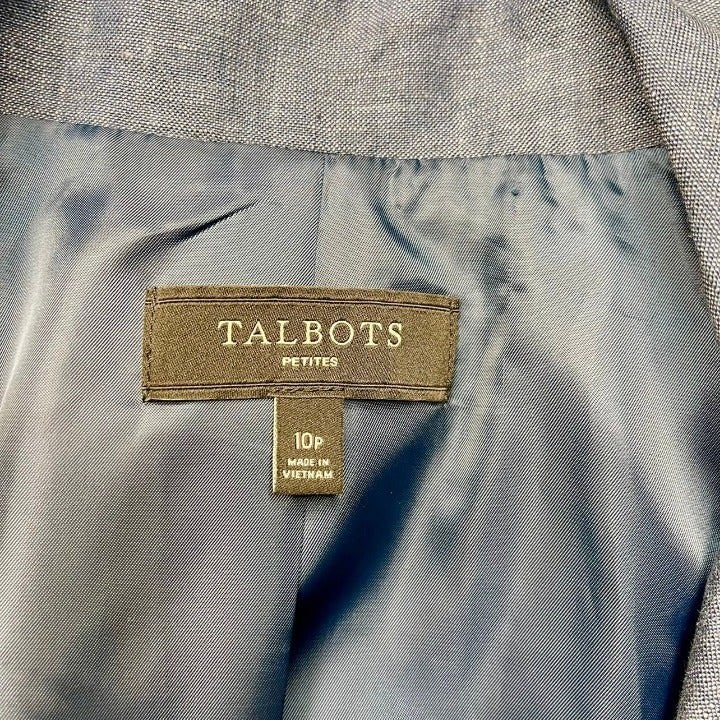 TALBOTS
PETITES
10P
MADE IN
VIETNAM